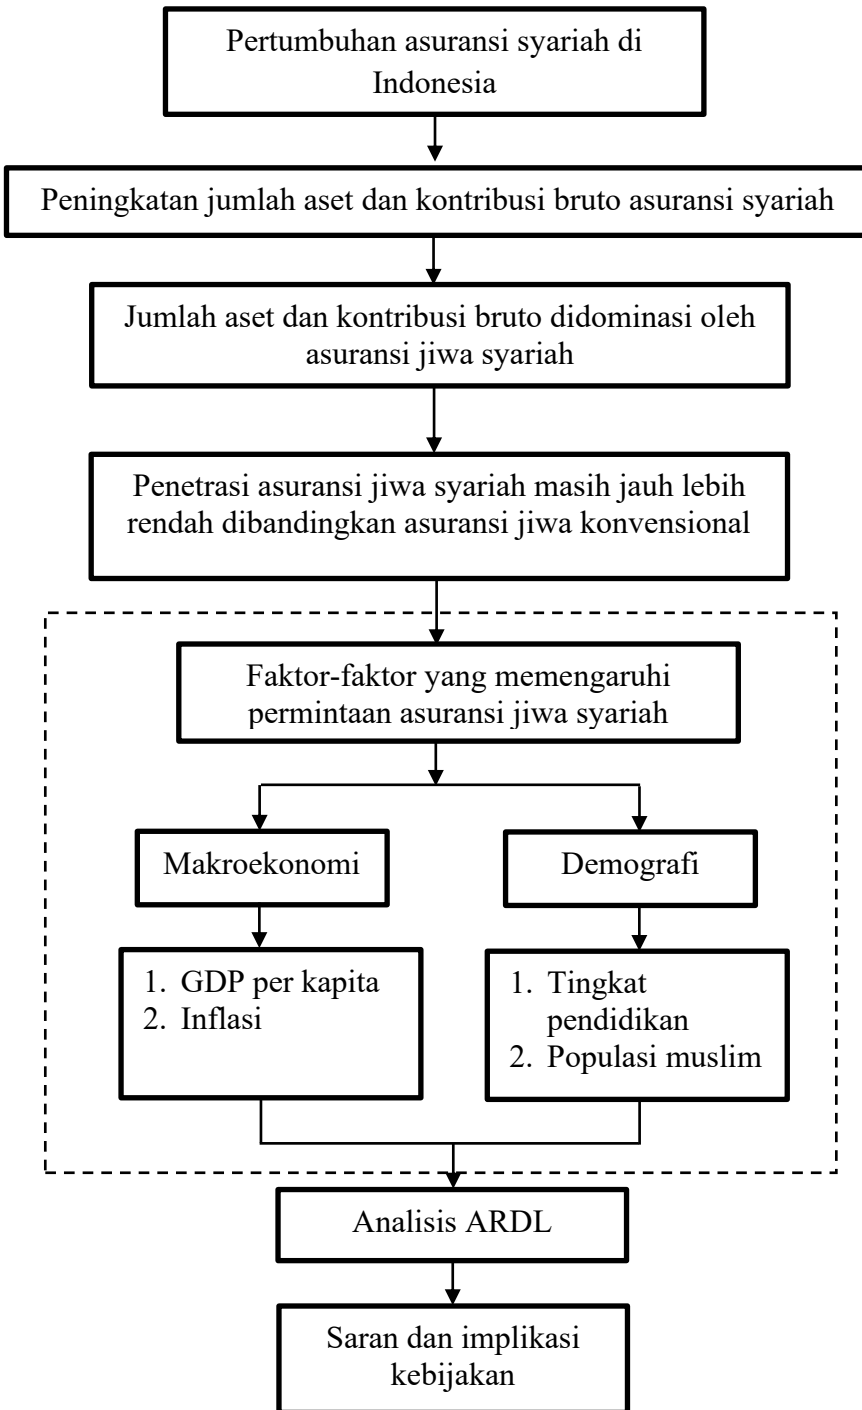 Pertumbuhan asuransi syariah di
Indonesia
Peningkatan jumlah aset dan kontribusi bruto asuransi syariah
Jumlah aset dan kontribusi bruto didominasi oleh
asuransi jiwa syariah
Penetrasi asuransi jiwa syariah masih jauh lebih
rendah dibandingkan asuransi jiwa konvensional
Faktor-faktor yang memengaruhi
permintaan asuransi jiwa syariah
Makroekonomi
Demografi
1. GDP per kapita
2. Inflasi
1. Tingkat
pendidikan
2. Populasi muslim
Analisis ARDL
Saran dan implikasi
kebijakan